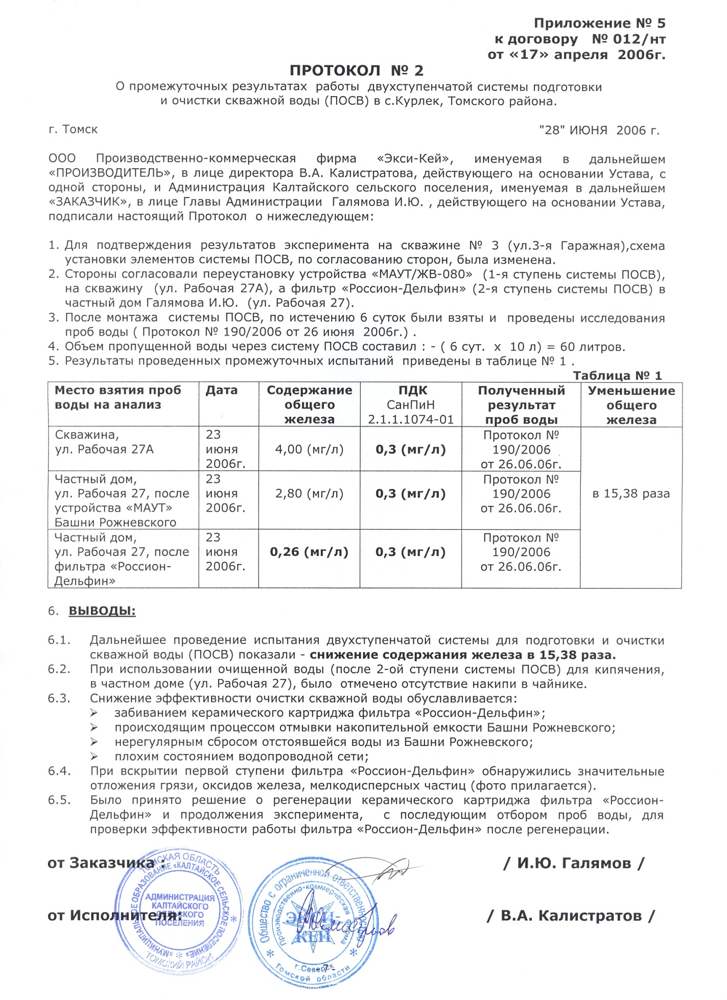 Приложение № 5
к договору № 012/нт
от «17» апреля 2006г.
ПРОТОКОЛ № 2
О промежуточных результатах работы двухступенчатой системы подготовки
и очистки скважной воды (ПОСВ) в с.Курлек, Томского района.
г. Томск "28" ИЮНЯ 2006 г.
ООО Производственно-коммерческая фирма «Экси-Кей», именуемая в дальнейшем
«ПРОИЗВОДИТЕЛЬ», в лице директора В.А. Калистратова, действующего на основании Устава, с
одной стороны, и Администрация Калтайского сельского поселения, именуемая в дальнейшем
«ЗАКАЗЧИК», в лице Главы Администрации Галямова И.Ю. , действующего на основании Устава,
подписали настоящий Протокол о нижеследующем:
1. Для подтверждения результатов эксперимента на скважине № 3 (ул.3-я Гаражная),схема
установки элементов системы ПОСВ, по согласованию сторон, была изменена.
2. Стороны согласовали переустановку устройства «МАУТ/ЖВ-080» (1-я ступень системы ПОСВ),
на скважину (ул. Рабочая 27А), а фильтр «Россион-Дельфин» (2-я ступень системы ПОСВ) в
частный дом Галямова И.Ю. (ул. Рабочая 27).
3. После монтажа системы ПОСВ, по истечению 6 суток были взяты и проведены исследования
проб воды ( Протокол № 190/2006 от 26 июня 2006г.) .
4. Объем пропущенной воды через систему ПОСВ составил : - ( 6 сут. х 10 л) = 60 литров.
5. Результаты проведенных промежуточных испытаний приведены в таблице № 1 .
Таблица № 1
Место взятия проб
воды на анализ
Дата
Содержание
общего
железа
ПДК
СанПиН
2.1.1.1074-01
Полученный
результат
проб воды
Уменьшение
общего
железа
Скважина,
ул. Рабочая 27А
23
июня
2006г.
4,00 (мг/л)
0,3 (мг/л)
Протокол №
190/2006
от 26.06.06г.
Частный дом,
ул. Рабочая 27, после
устройства «МАУТ»
Башни Рожневского
23
июня
2006г.
2,80 (мг/л)
0,3 (мг/л)
Протокол №
190/2006
от 26.06.06г.
в 15,38 раза
Частный дом,
ул. Рабочая 27, после
фильтра «Россион-
Дельфин»
23
июня
2006г.
0,26 (мг/л)
0,3 (мг/л)
Протокол №
190/2006
от 26.06.06г.
6. ВЫВОДЫ:
6.1. Дальнейшее проведение испытания двухступенчатой системы для подготовки и очистки
скважной воды (ПОСВ) показали - снижение содержания железа в 15,38 раза.
6.2. При использовании очищенной воды (после 2-ой ступени системы ПОСВ) для кипячения,
в частном доме (ул. Рабочая 27), было отмечено отсутствие накипи в чайнике.
6.3. Снижение эффективности очистки скважной воды обуславливается:
➢ забиванием керамического картриджа фильтра «Россион-Дельфин»;
➢ происходящим процессом отмывки накопительной емкости Башни Рожневского;
➢ нерегулярным сбросом отстоявшейся воды из Башни Рожневского;
➢ плохим состоянием водопроводной сети;
6.4. При вскрытии первой ступени фильтра «Россион-Дельфин» обнаружились значительные
отложения грязи, оксидов железа, мелкодисперсных частиц (фото прилагается).
6.5. Было принято решение о регенерации керамического картриджа фильтра «Россион-
Дельфин» и продолжения эксперимента, с последующим отбором проб воды, для
проверки эффективности работы фильтра «Россион-Дельфин» после регенерации.
от Заказчика : / И.Ю. Галямов /
от Исполнителя: / В.А. Калистратов /
ТОМСКАЯ ОБЛАСТЬ
«МУНИЦИПАЛЬНОЕ ОБРАЗОВАНИЕ «КАЛТАЙСКОЕ СЕЛЬСКОЕ ПОСЕЛЕНИЕ»
АДМИНИСТРАЦИЯ
КАЛТАЙСКОГО
СЕЛЬСКОГО
ПОСЕЛЕНИЯ
ТОМСКИЙ РАЙОН
Общество с ограниченной ответственностью
Производственно-коммерческая фирма
ЭКСИ-
КЕЙ
г.Северск
Томской области
- 7 -